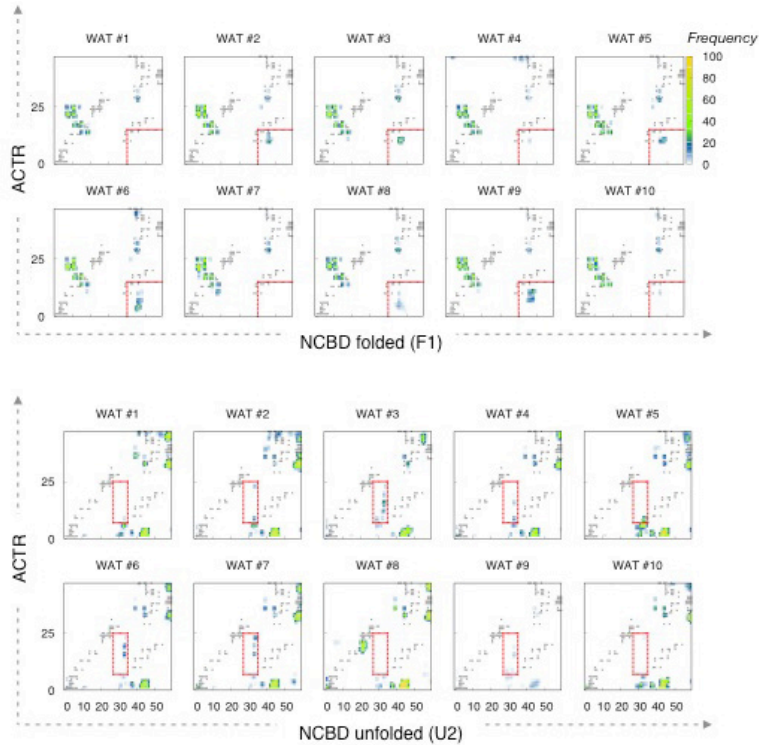 WAT #1 WAT #2 WAT #3 WAT #4 WAT #5 Frequency
100
80
60
40
20
0
25
0
ACTR
WAT #6 WAT #7 WAT #8 WAT #9 WAT #10
25
0
NCBD folded (F1)
WAT #1 WAT #2 WAT #3 WAT #4 WAT #5
25
0
ACTR
WAT #6 WAT #7 WAT #8 WAT #9 WAT #10
25
0
0 10 20 30 40 50 0 10 20 30 40 50 0 10 20 30 40 50 0 10 20 30 40 50 0 10 20 30 40 50
NCBD unfolded (U2)